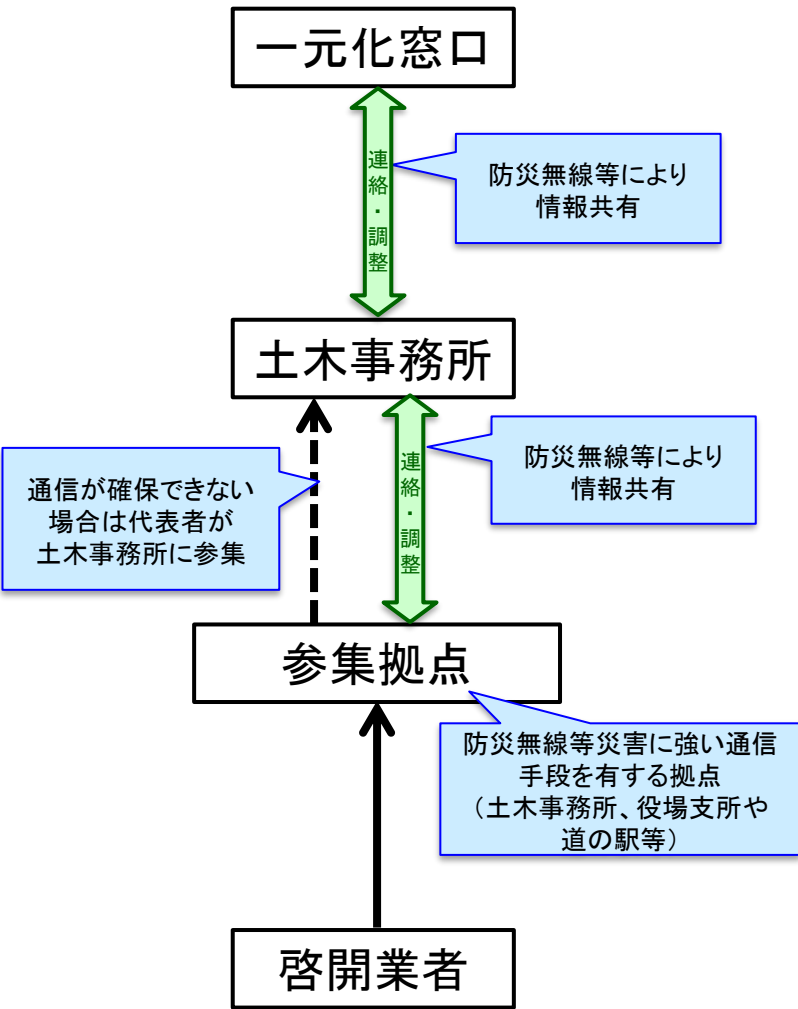 一元化窓口
連絡・調整
防災無線等により
情報共有
土木事務所
通信が確保できない
場合は代表者が
土木事務所に参集
連絡・調整
防災無線等により
情報共有
参集拠点
防災無線等災害に強い通信
手段を有する拠点
（土木事務所、役場支所や
道の駅等）
啓開業者